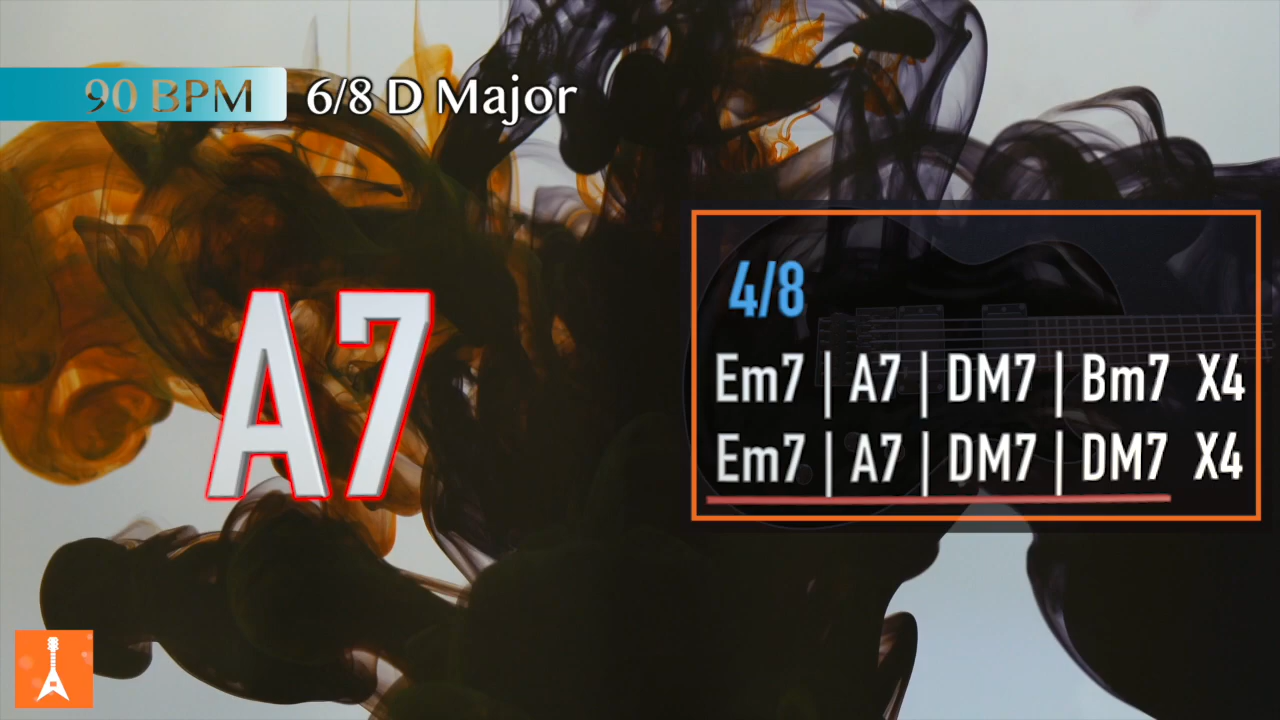 90 BPM 6/8 D Major
4/8
A7
Em7 | A7 | DM7 | Bm7 X4
Em7 | A7 | DM7 | DM7 X4